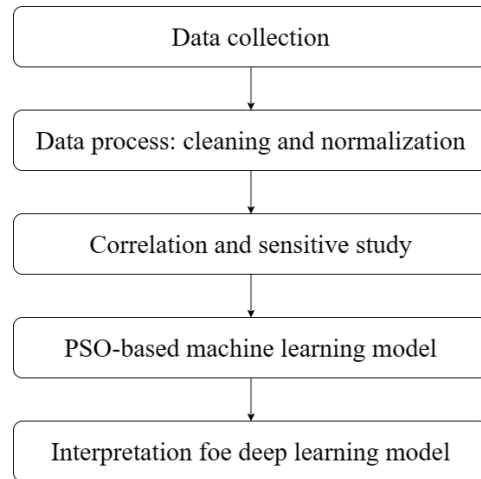 Data collection
Data process: cleaning and normalization
Correlation and sensitive study
PSO-based machine learning model
Interpretation foe deep learning model